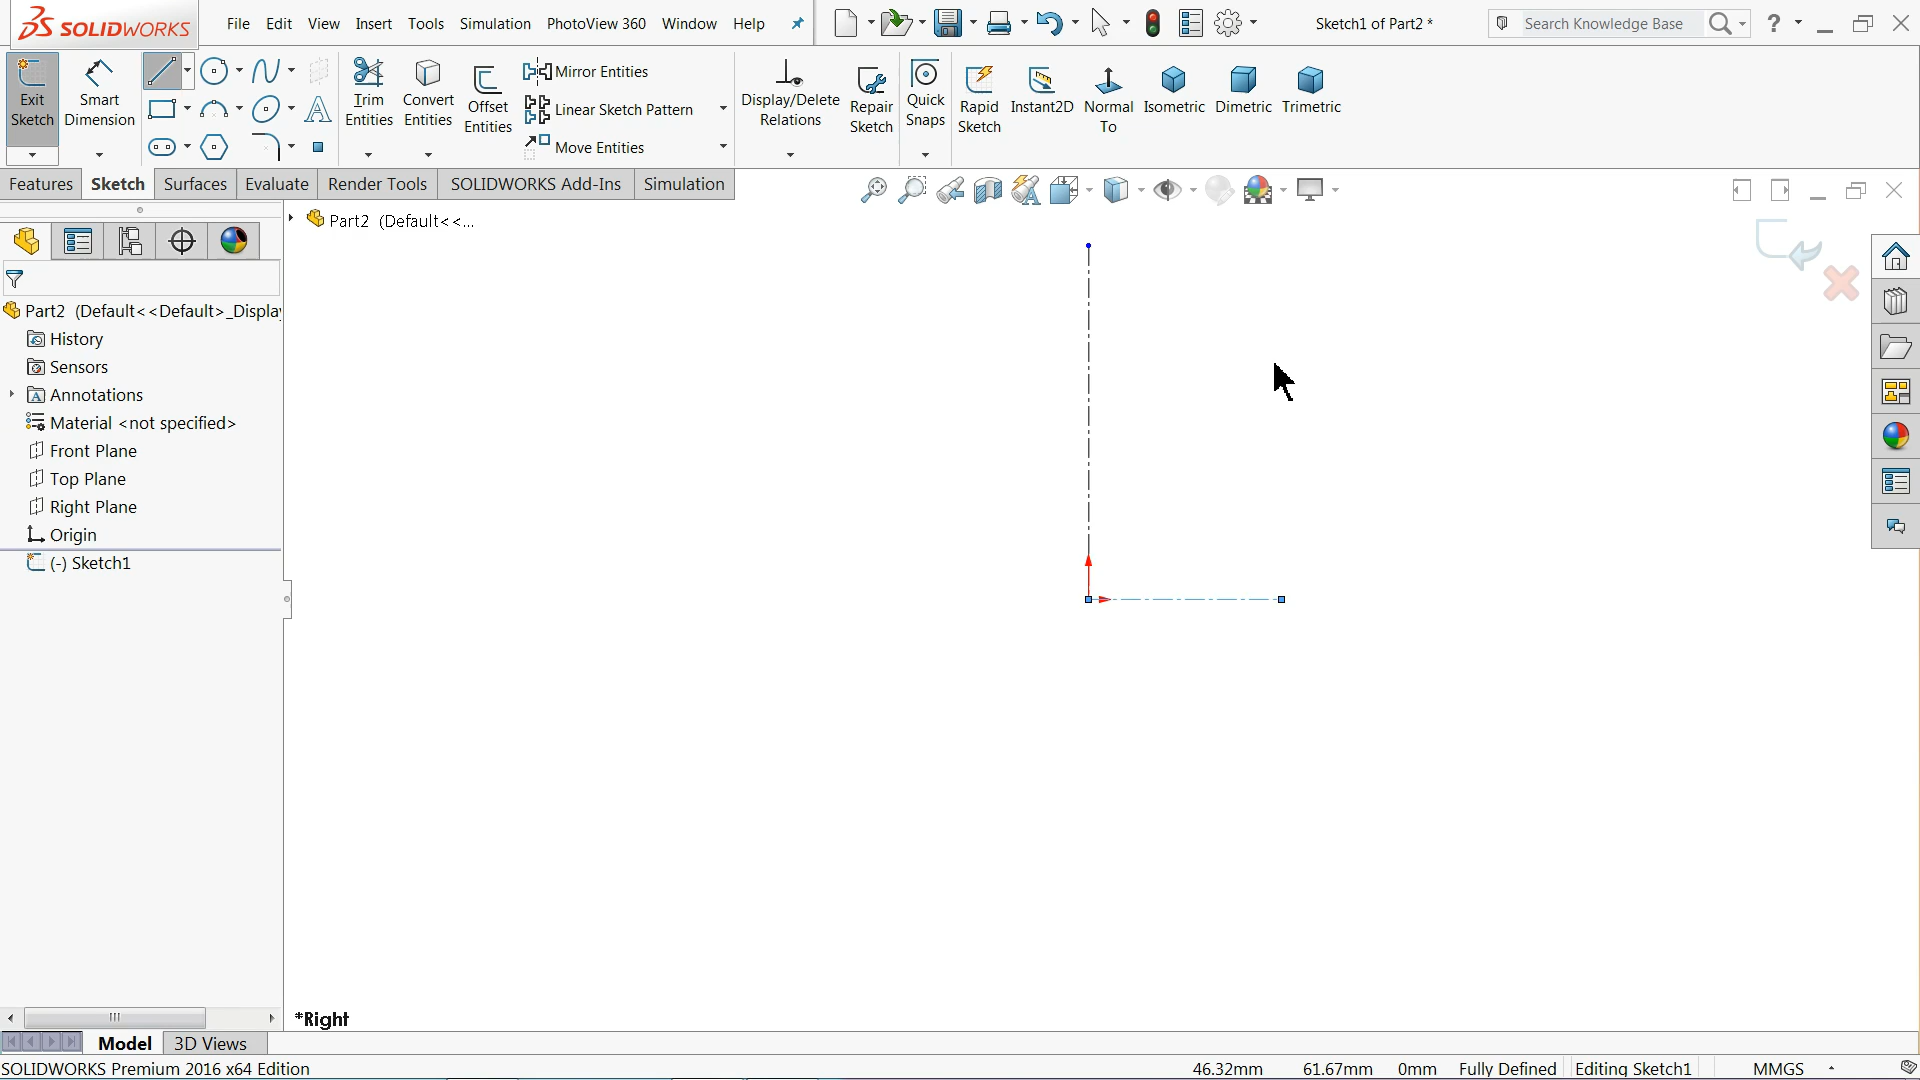 SOLIDWORKS
File Edit View Insert Tools Simulation PhotoView 360 Window Help
Sketch1 of Part2 *
Search Knowledge Base
?
Exit Sketch
Smart Dimension
Trim Entities
Convert Entities
Offset Entities
Mirror Entities
Linear Sketch Pattern
Move Entities
Display/Delete Relations
Repair Sketch
Quick Snaps
Rapid Sketch
Instant2D
Normal To
Isometric
Dimetric
Trimetric
Features Sketch Surfaces Evaluate Render Tools SOLIDWORKS Add-Ins Simulation
Part2 (Default<<...
Part2 (Default<<Default>_Display
History
Sensors
Annotations
Material <not specified>
Front Plane
Top Plane
Right Plane
Origin
(-) Sketch1
*Right
Model 3D Views
SOLIDWORKS Premium 2016 x64 Edition
46.32mm 61.67mm 0mm Fully Defined Editing Sketch1 MMGS